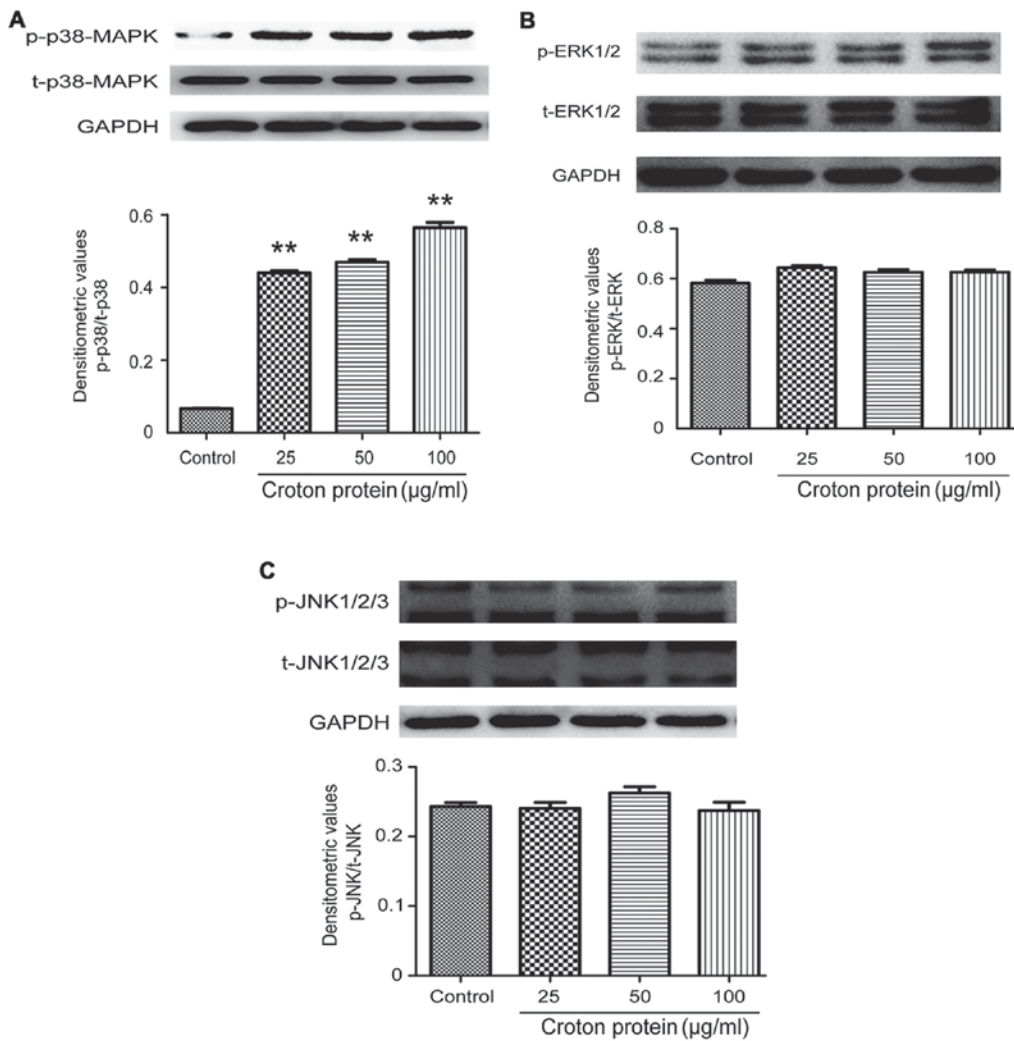 A
p-p38-MAPK
t-p38-MAPK
GAPDH
Densitiometric values
p-p38/t-p38
0.6
0.4
0.2
0
**
**
**
Control
25
50
100
Croton protein (µg/ml)
B
p-ERK1/2
t-ERK1/2
GAPDH
Densitometric values
p-ERK/t-ERK
0.8
0.6
0.4
0.2
0
Control
25
50
100
Croton protein (µg/ml)
C
p-JNK1/2/3
t-JNK1/2/3
GAPDH
Densitometric values
p-JNK/t-JNK
0.3
0.2
0.1
0
Control
25
50
100
Croton protein (µg/ml)